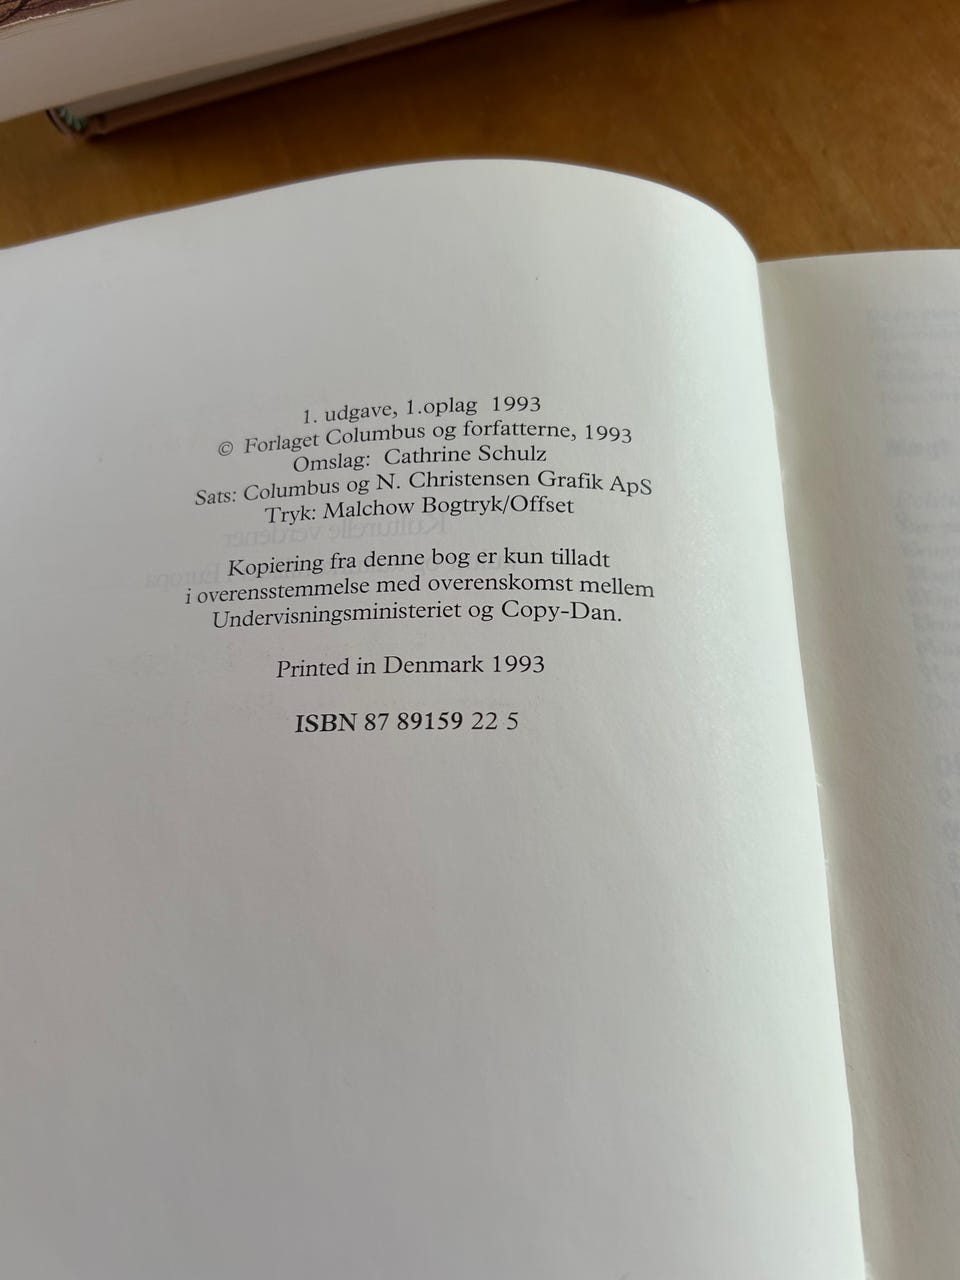 1. udgave, 1.oplag 1993
© Forlaget Columbus og forfatterne, 1993
Omslag: Cathrine Schulz
Sats: Columbus og N. Christensen Grafik ApS
Tryk: Malchow Bogtryk/Offset
Kopiering fra denne bog er kun tilladt
i overensstemmelse med overenskomst mellem
Undervisningsministeriet og Copy-Dan.
Printed in Denmark 1993
ISBN 87 89159 22 5